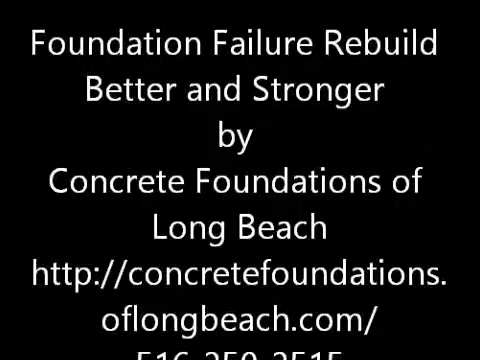 Foundation Failure Rebuild
Better and Stronger
by
Concrete Foundations of
Long Beach
http://concretefoundations.
oflongbeach.com/